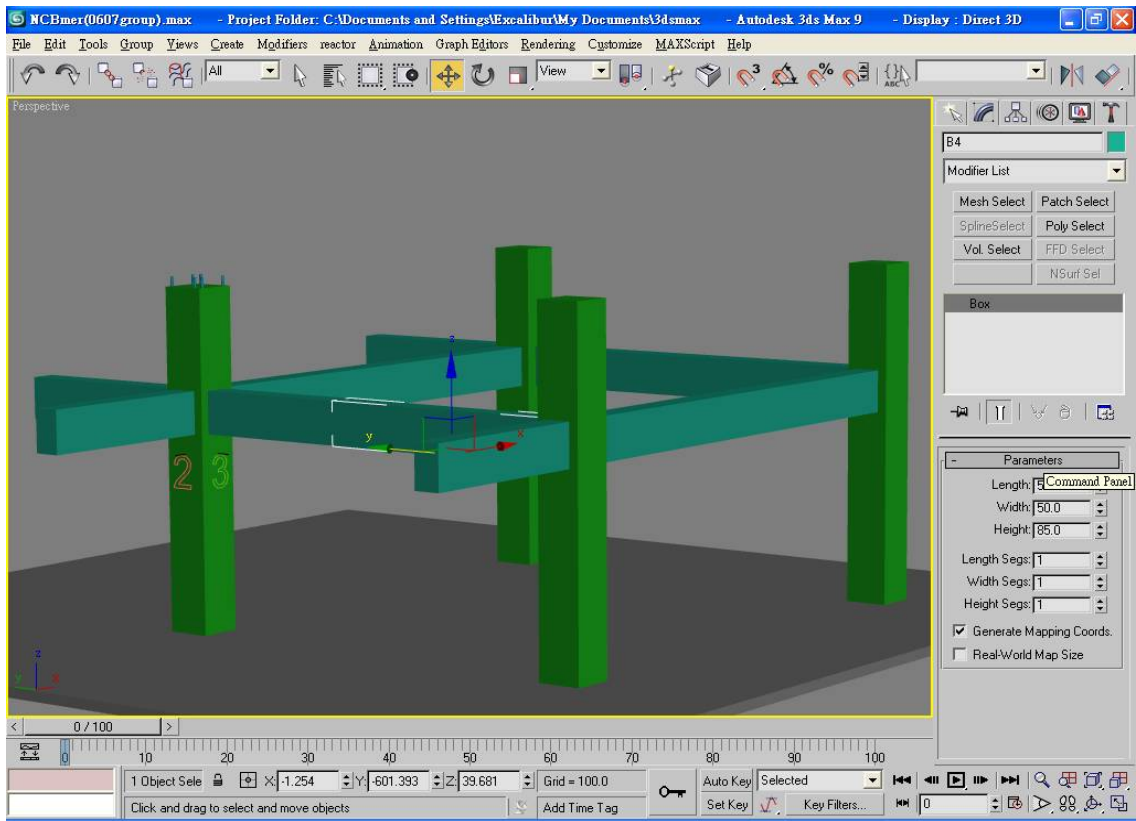 NCBmer(0607group).max - Project Folder: C:\Documents and Settings\Excalibur\My Documents\3dsmax - Autodesk 3ds Max 9 - Display : Direct 3D
File Edit Tools Group Views Create Modifiers reactor Animation Graph Editors Rendering Customize MAXScript Help
All View 3 % ABC
Perspective
B4
Modifier List
Mesh Select Patch Select
SplineSelect Poly Select
Vol. Select FFD Select
NSurf Sel
Box
z
y x
2 3
- Parameters
Length: 5 Command Panel
Width: 50.0
Height: 85.0
Length Segs: 1
Width Segs: 1
Height Segs: 1
Generate Mapping Coords.
Real-World Map Size
z
y x
< 0 / 100 >
0 10 20 30 40 50 60 70 80 90 100
1 Object Sele X: -1.254 Y: -601.393 Z: 39.681 Grid = 100.0 Auto Key Selected
Click and drag to select and move objects Add Time Tag Set Key Key Filters... 0